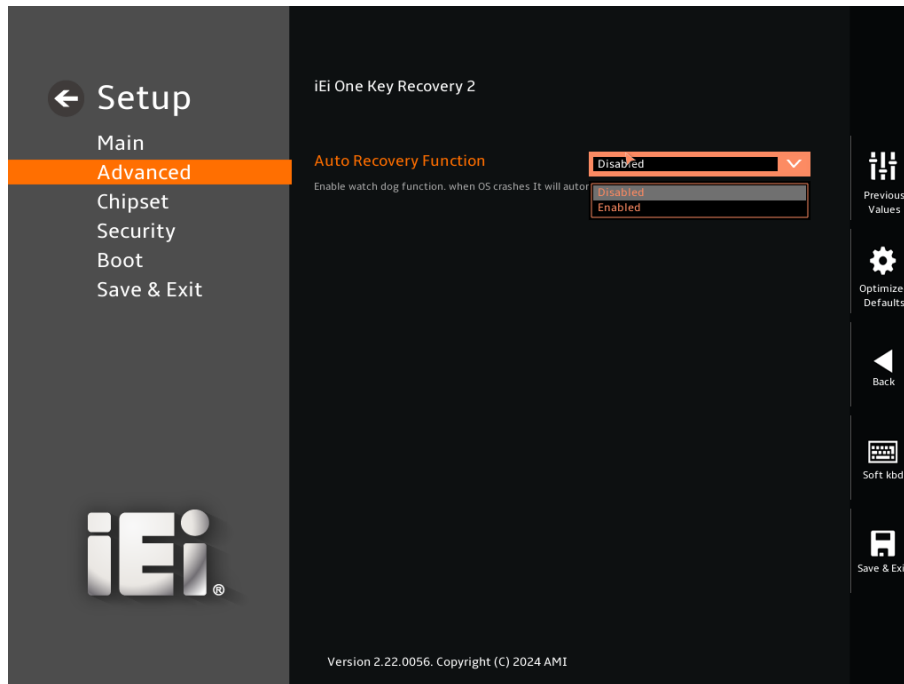 Setup
Main
Advanced
Chipset
Security
Boot
Save & Exit
iEi®
iEi One Key Recovery 2
Auto Recovery Function
Disabled
Enable watch dog function. when OS crashes It will
Disabled
Enabled
Previous
Values
Optimize
Defaults
Back
Soft kbd
Save & Exi
Version 2.22.0056. Copyright (C) 2024 AMI